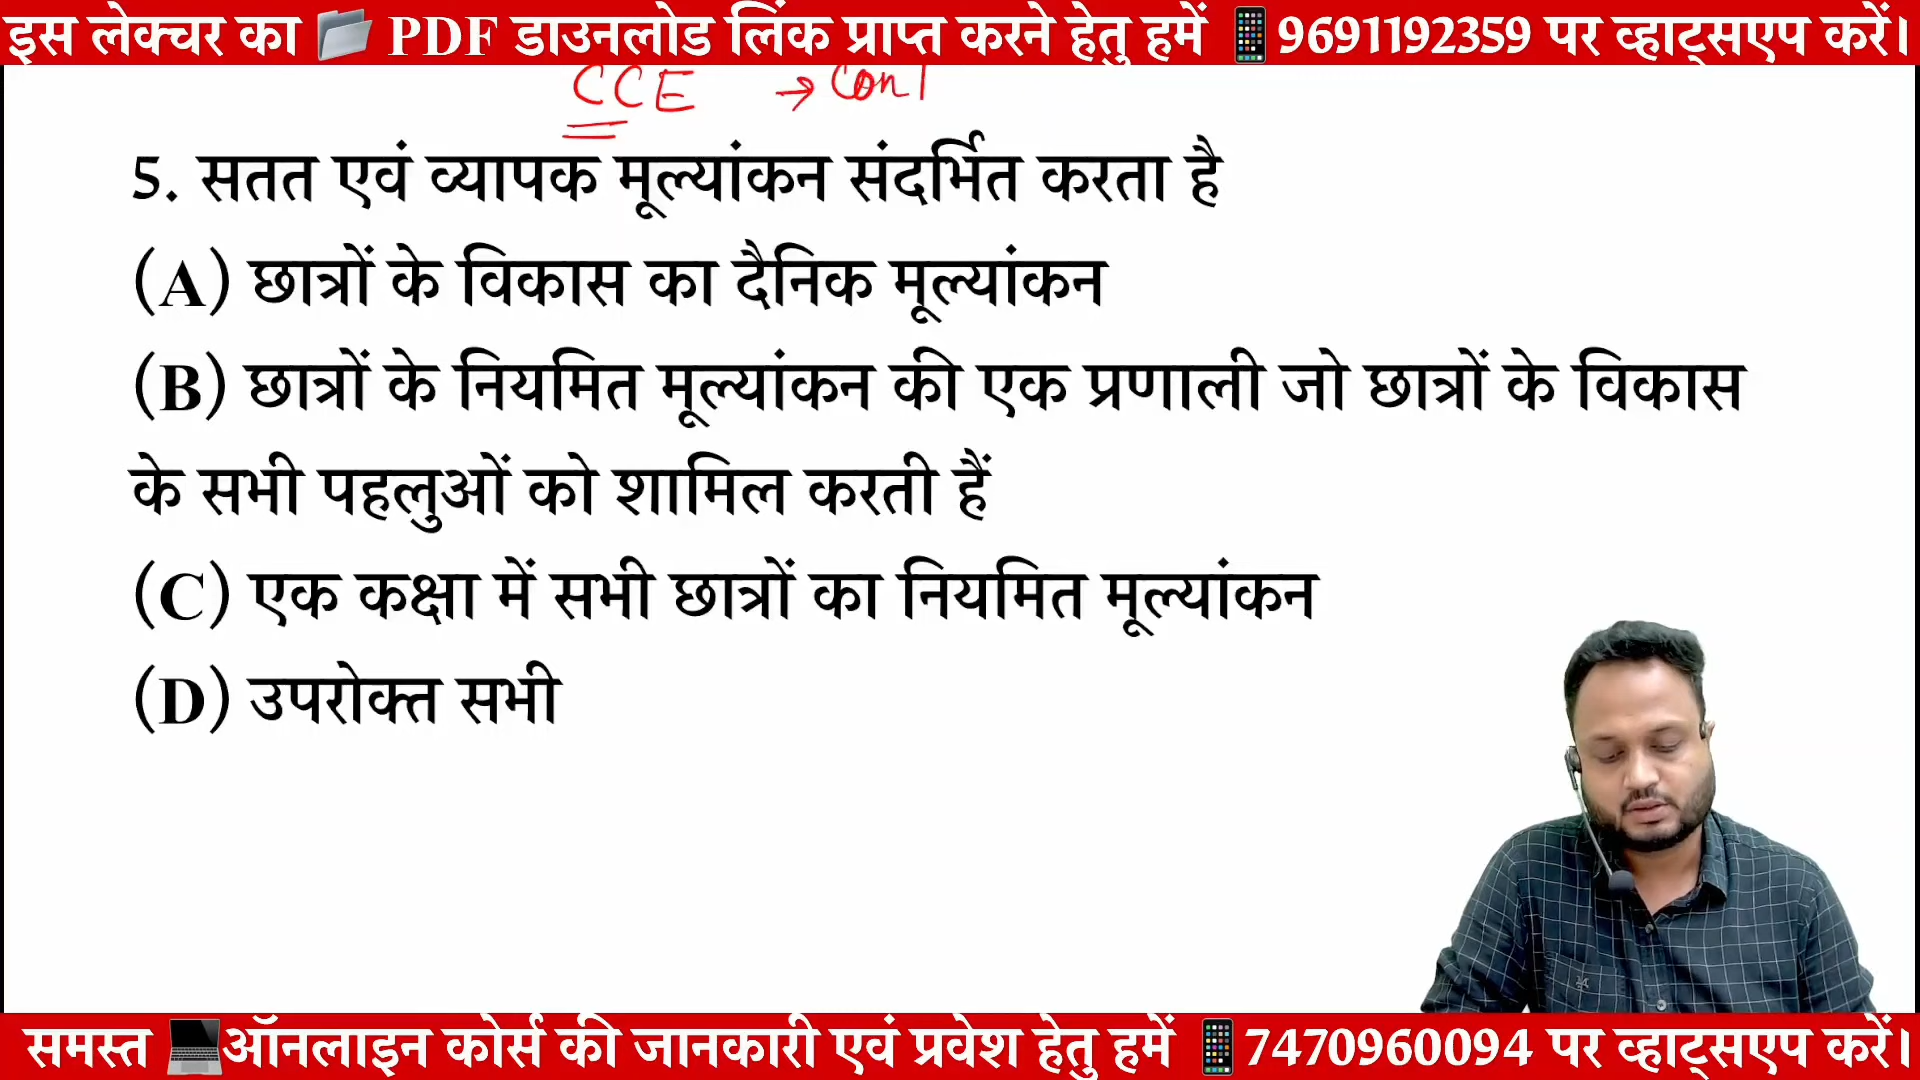 इस लेक्चर का PDF डाउनलोड लिंक प्राप्त करने हेतु हमें 9691192359 पर व्हाट्सएप करें।
CCE → Cont
5. सतत एवं व्यापक मूल्यांकन संदर्भित करता है
(A) छात्रों के विकास का दैनिक मूल्यांकन
(B) छात्रों के नियमित मूल्यांकन की एक प्रणाली जो छात्रों के विकास
के सभी पहलुओं को शामिल करती हैं
(C) एक कक्षा में सभी छात्रों का नियमित मूल्यांकन
(D) उपरोक्त सभी
समस्त ऑनलाइन कोर्स की जानकारी एवं प्रवेश हेतु हमें 7470960094 पर व्हाट्सएप करें।